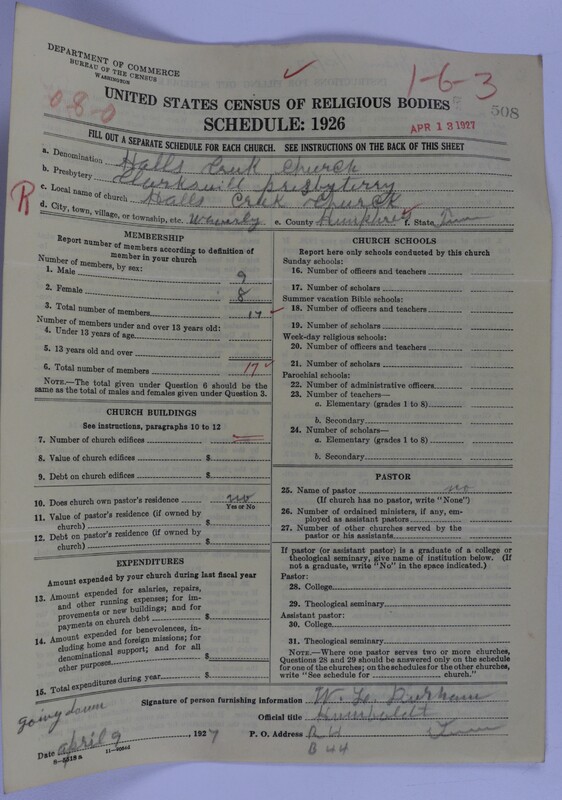 DEPARTMENT OF COMMERCE
BUREAU OF THE CENSUS
WASHINGTON
1-6-3
0-8-0
UNITED STATES CENSUS OF RELIGIOUS BODIES
508
SCHEDULE: 1926
APR 13 1927
FILL OUT A SEPARATE SCHEDULE FOR EACH CHURCH. SEE INSTRUCTIONS ON THE BACK OF THIS SHEET
a. Denomination Halls Creek Church
b. Presbytery Clarksvill presbyterry
R
c. Local name of church Halls Creek Church
d. City, town, village, or township, etc. Waverly e. County Humphrey f. State Tenn
MEMBERSHIP
Report number of members according to definition of member in your church
Number of members, by sex:
1. Male 9
2. Female 8
3. Total number of members 17
Number of members under and over 13 years old:
4. Under 13 years of age
5. 13 years old and over
6. Total number of members 17
NOTE.—The total given under Question 6 should be the
same as the total of males and females given under Question 3.
CHURCH BUILDINGS
See instructions, paragraphs 10 to 12
7. Number of church edifices
8. Value of church edifices $
9. Debt on church edifices $
10. Does church own pastor's residence no
Yes or No
11. Value of pastor's residence (if owned by
church) $
12. Debt on pastor's residence (if owned by
church) $
EXPENDITURES
Amount expended by your church during last fiscal year
13. Amount expended for salaries, repairs,
and other running expenses; for im-
provements or new buildings; and for
payments on church debt $
14. Amount expended for benevolences, in-
cluding home and foreign missions; for
denominational support; and for all
other purposes $
15. Total expenditures during year $
CHURCH SCHOOLS
Report here only schools conducted by this church
Sunday schools:
16. Number of officers and teachers
17. Number of scholars
Summer vacation Bible schools:
18. Number of officers and teachers
19. Number of scholars
Week-day religious schools:
20. Number of officers and teachers
21. Number of scholars
Parochial schools:
22. Number of administrative officers
23. Number of teachers—
a. Elementary (grades 1 to 8)
b. Secondary
24. Number of scholars—
a. Elementary (grades 1 to 8)
b. Secondary
PASTOR
25. Name of pastor no
(If church has no pastor, write "None")
26. Number of ordained ministers, if any, em-
ployed as assistant pastors
27. Number of other churches served by the
pastor or his assistants
If pastor (or assistant pastor) is a graduate of a college or
theological seminary, give name of institution below. (If
not a graduate, write "No" in the space indicated.)
Pastor:
28. College
29. Theological seminary
Assistant pastor:
30. College
31. Theological seminary
NOTE.—Where one pastor serves two or more churches,
Questions 28 and 29 should be answered only on the schedule
for one of the churches; on the schedules for the other churches,
write "See schedule for church."
Signature of person furnishing information W. L. Durham
going down
Official title Humboldt
Date april 9, 1927 P. O. Address R 4 Tenn
B 44
8-5318 a